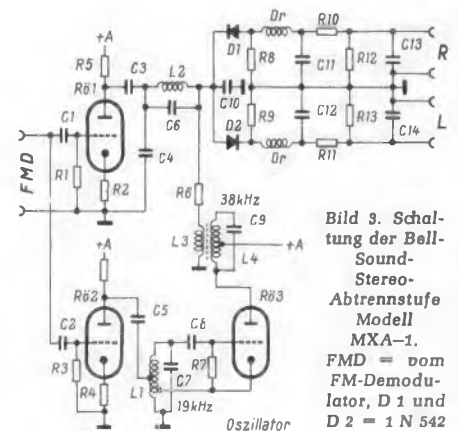 +A
R5
Rö1
C3
L2
C6
C4
C1
R1
R2
FMD
D1
Dr
R10
R8
C11
R12
C13
R
C10
R9
C12
R13
C14
L
D2
Dr
R11
R6
38kHz
C9
L3
L4
+A
+A
Rö2
C2
R3
R4
C5
L1
C7
19kHz
C8
R7
Rö3
Oszillator
Bild 3. Schal-
tung der Bell-
Sound-
Stereo-
Abtrennstufe
Modell
MXA–1.
FMD = vom
FM-Demodu-
lator, D 1 und
D 2 = 1 N 542